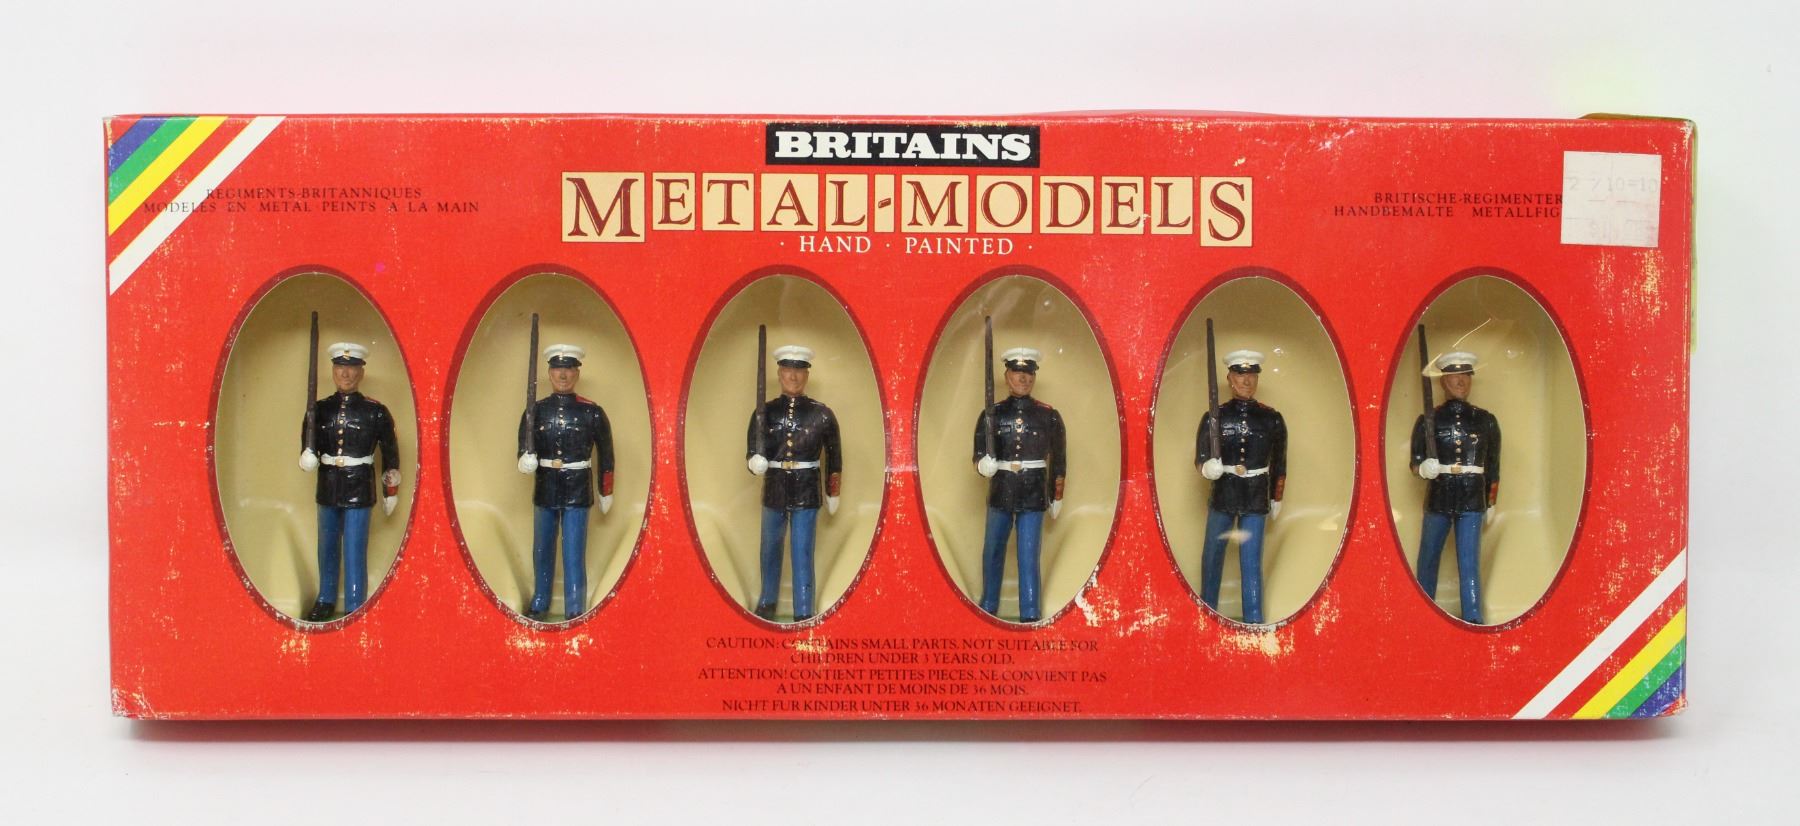 BRITAINS
METAL-MODELS
· HAND · PAINTED ·
REGIMENTS·BRITANNIQUES
MODELES EN METAL PEINTS A LA MAIN
BRITISCHE·REGIMENTER
HANDBEMALTE METALLFIG
CAUTION: CONTAINS SMALL PARTS. NOT SUITABLE FOR
CHILDREN UNDER 3 YEARS OLD.
ATTENTION! CONTIENT PETITES PIECES. NE CONVIENT PAS
A UN ENFANT DE MOINS DE 36 MOIS.
NICHT FUR KINDER UNTER 36 MONATEN GEEIGNET.